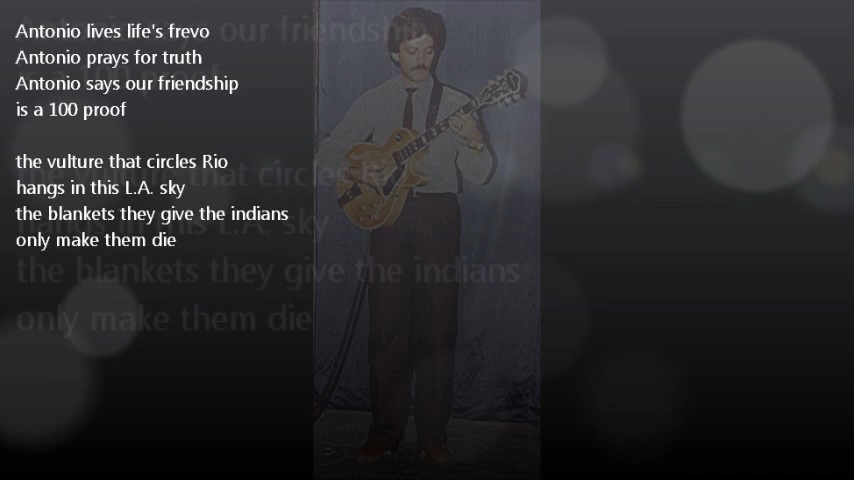 Antonio lives life's frevo
Antonio prays for truth
Antonio says our friendship
is a 100 proof
the vulture that circles Rio
hangs in this L.A. sky
the blankets they give the indians
only make them die